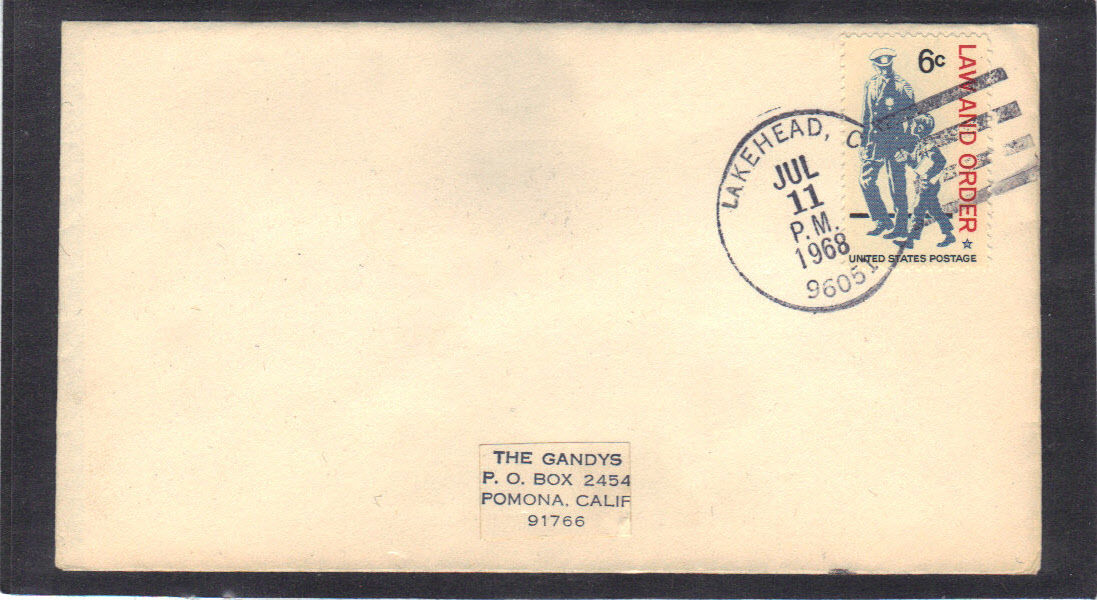 6c
LAW AND ORDER
UNITED STATES POSTAGE
LAKEHEAD, C
JUL
11
P.M.
1968
96051
THE GANDYS
P. O. BOX 2454
POMONA, CALIF
91766